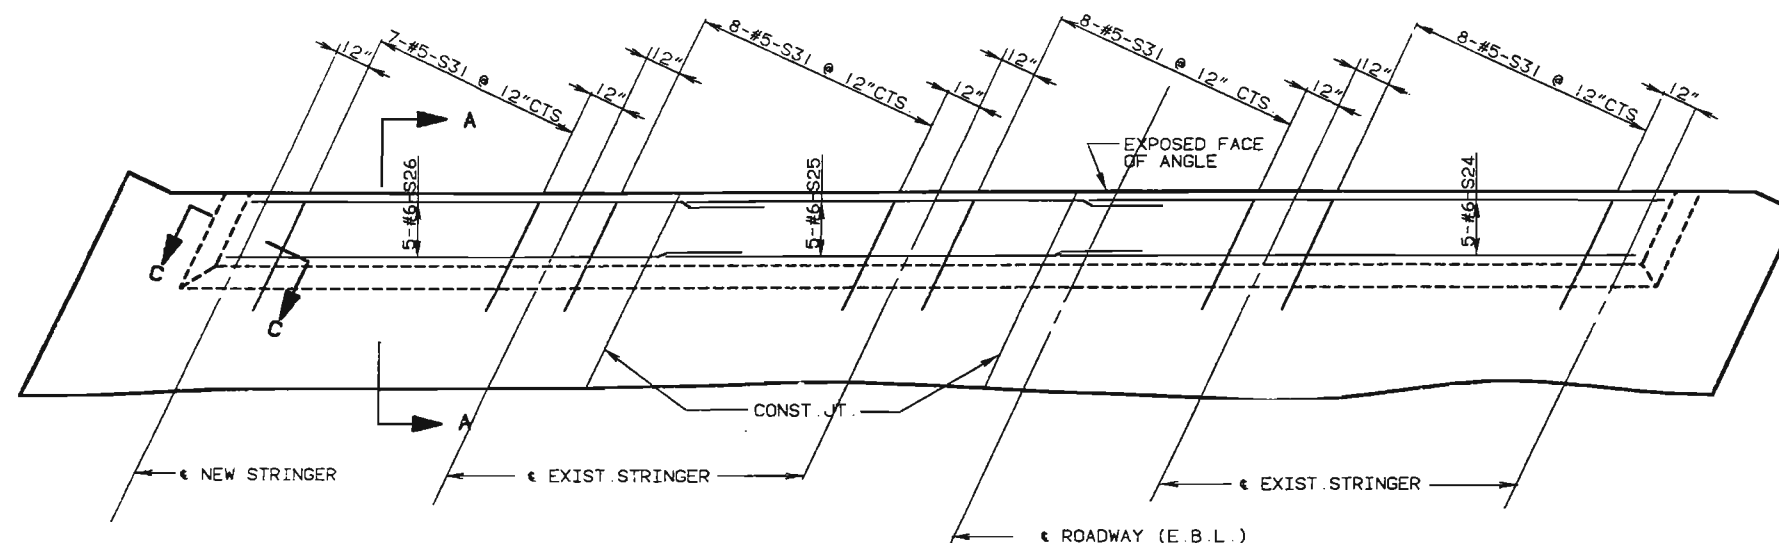 12"
7-#5-S31 @ 12"CTS.
12"
12"
8-#5-S31 @ 12"CTS.
12"
12"
8-#5-S31 @ 12" CTS.
12"
12"
8-#5-S31 @ 12"CTS
12"
A
EXPOSED FACE
OF ANGLE
5-#6-S26
5-#6-S25
5-#6-S24
C
C
CONST.JT.
A
℄ NEW STRINGER
℄ EXIST.STRINGER
℄ EXIST.STRINGER
℄ ROADWAY (E.B.L.)